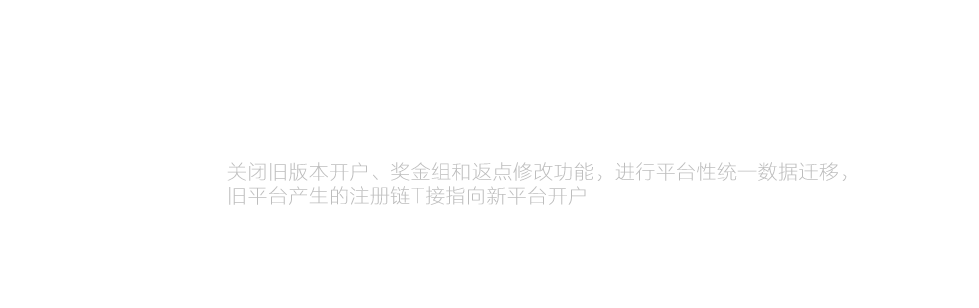 关闭旧版本开户、奖金组和返点修改功能，进行平台性统一数据迁移，
旧平台产生的注册链T接指向新平台开户